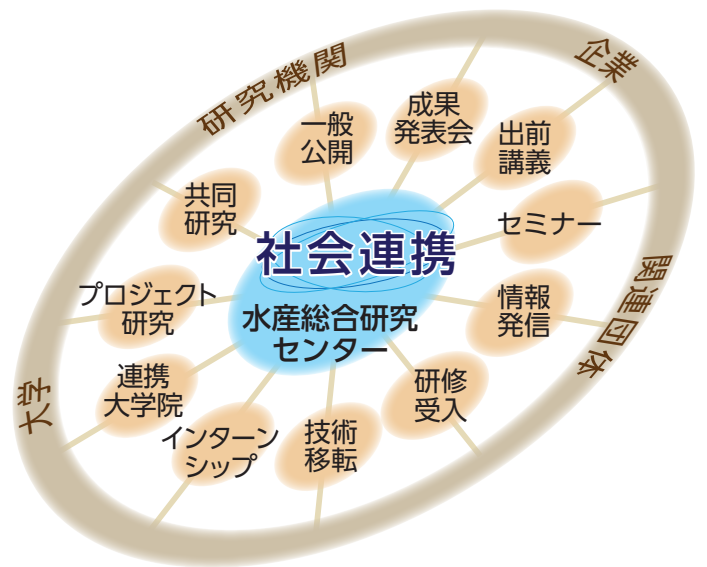 研究機関
企業
関連団体
大学
社会連携
水産総合研究
センター
一般
公開
成果
発表会
出前
講義
セミナー
情報
発信
研修
受入
技術
移転
インターン
シップ
連携
大学院
プロジェクト
研究
共同
研究